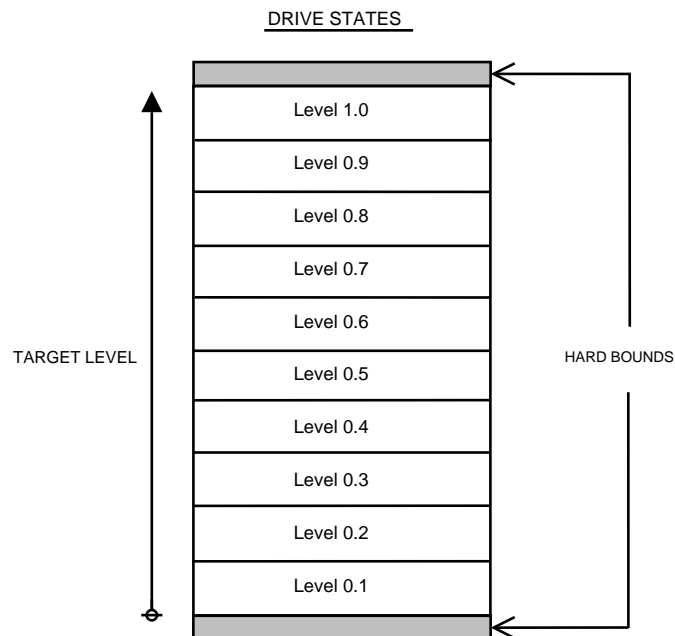 DRIVE STATES
Level 1.0
Level 0.9
Level 0.8
Level 0.7
Level 0.6
TARGET LEVEL
HARD BOUNDS
Level 0.5
Level 0.4
Level 0.3
Level 0.2
Level 0.1